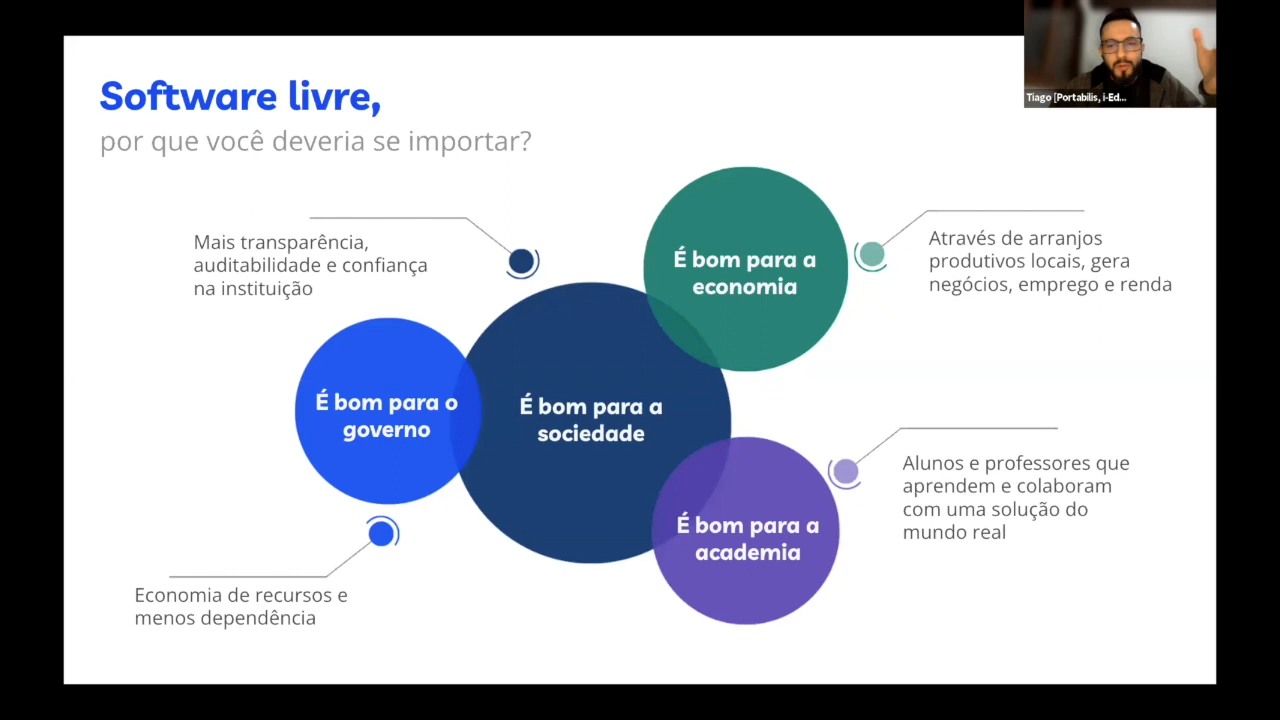 Software livre,
por que você deveria se importar?
Tiago [Portabilis, i-Ed...
Mais transparência,
auditabilidade e confiança
na instituição
É bom para a
economia
Através de arranjos
produtivos locais, gera
negócios, emprego e renda
É bom para o
governo
É bom para a
sociedade
Alunos e professores que
aprendem e colaboram
com uma solução do
mundo real
É bom para a
academia
Economia de recursos e
menos dependência